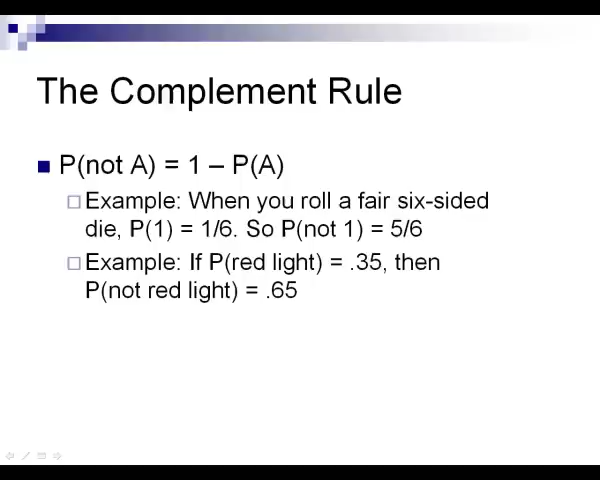 The Complement Rule
P(not A) = 1 – P(A)
Example: When you roll a fair six-sided
die, P(1) = 1/6. So P(not 1) = 5/6
Example: If P(red light) = .35, then
P(not red light) = .65